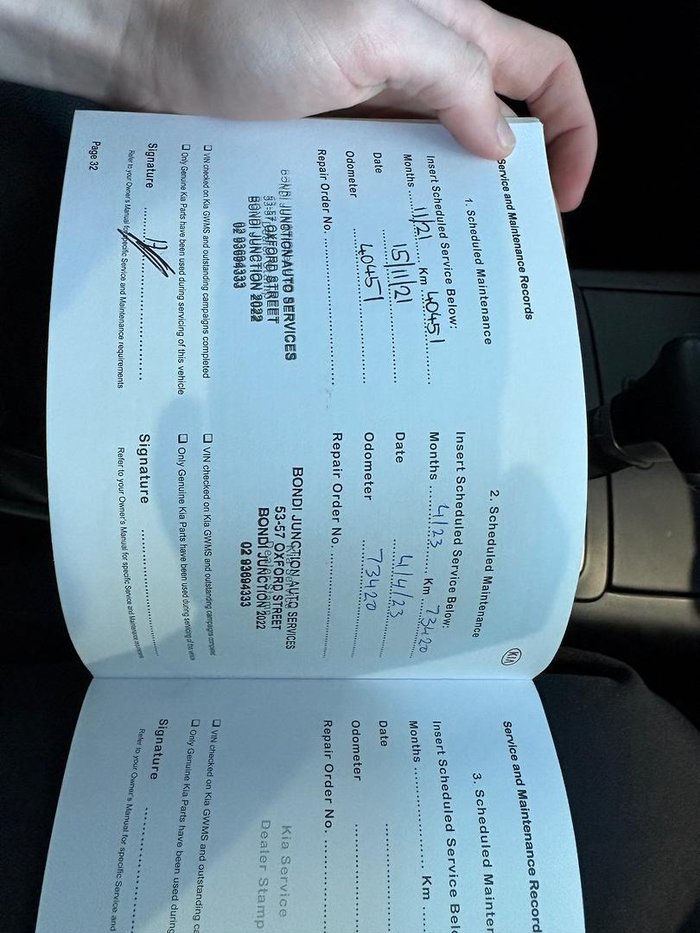 Service and Maintenance Records
1. Scheduled Maintenance
Insert Scheduled Service Below:
Months 11/21 Km 40451
Date 15/11/21
Odometer 40451
Repair Order No.
BONDI JUNCTION AUTO SERVICES
53-57 OXFORD STREET
BONDI JUNCTION 2022
02 93694333
❑ VIN checked on Kia GWMS and outstanding campaigns completed
❑ Only Genuine Kia Parts have been used during servicing of this vehicle
Signature
Refer to your Owner's Manual for specific Service and Maintenance requirements
Page 32
KIA
2. Scheduled Maintenance
Insert Scheduled Service Below:
Months 4/23 Km 73420
Date 4/4/23
Odometer 73420
Repair Order No.
BONDI JUNCTION AUTO SERVICES
53-57 OXFORD STREET
BONDI JUNCTION 2022
02 93694333
❑ VIN checked on Kia GWMS and outstanding campaigns completed
❑ Only Genuine Kia Parts have been used during servicing of this vehicle
Signature
Refer to your Owner's Manual for specific Service and Maintenance requirements
Service and Maintenance Record
3. Scheduled Mainten
Insert Scheduled Service Bel
Months Km
Date
Odometer
Repair Order No.
Kia Service
Dealer Stamp
❑ VIN checked on Kia GWMS and outstanding ca
❑ Only Genuine Kia Parts have been used during
Signature
Refer to your Owner's Manual for specific Service and